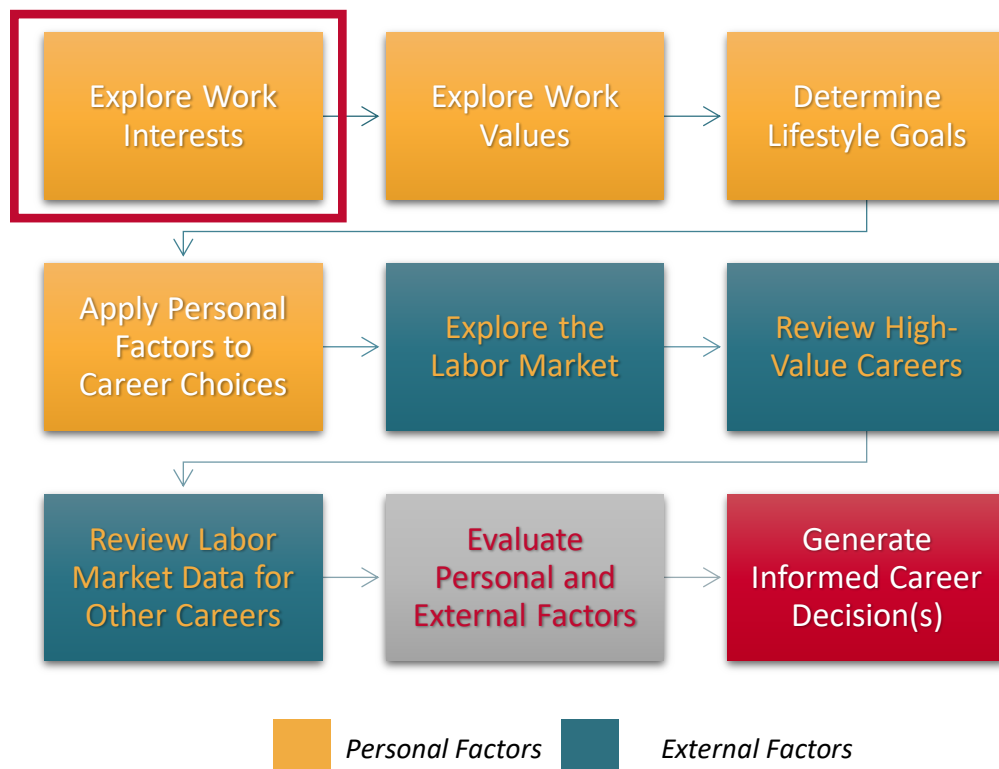 Explore Work
Interests
Explore Work
Values
Determine
Lifestyle Goals
Apply Personal
Factors to
Career Choices
Explore the
Labor Market
Review High-
Value Careers
Review Labor
Market Data for
Other Careers
Evaluate
Personal and
External Factors
Generate
Informed Career
Decision(s)
Personal Factors
External Factors